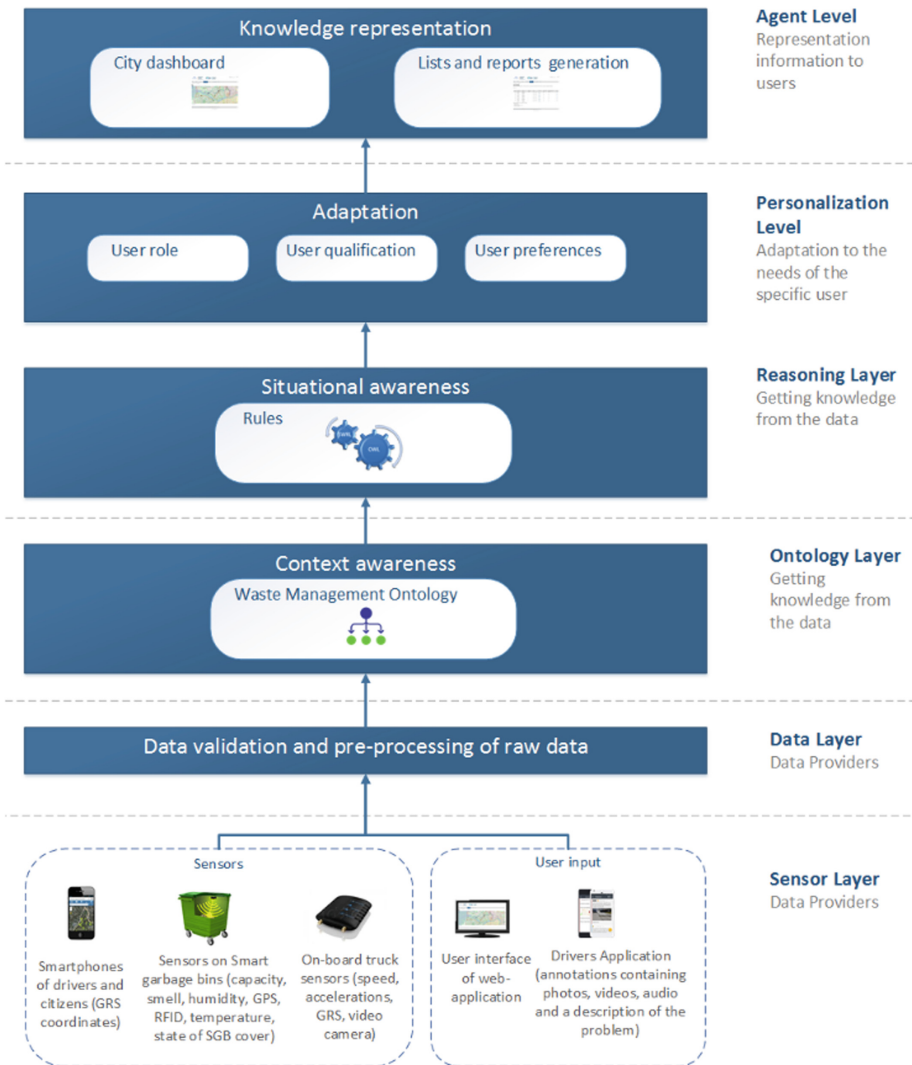 Knowledge representation
City dashboard
Lists and reports generation
Agent Level
Representation
information to
users
Adaptation
User role
User qualification
User preferences
Personalization
Level
Adaptation to the
needs of the
specific user
Situational awareness
Rules
OWL
Reasoning Layer
Getting knowledge
from the data
Context awareness
Waste Management Ontology
Ontology Layer
Getting
knowledge from
the data
Data validation and pre-processing of raw data
Data Layer
Data Providers
Sensors
Smartphones
of drivers and
citizens (GRS
coordinates)
Sensors on Smart
garbage bins (capacity,
smell, humidity, GPS,
RFID, temperature,
state of SGB cover)
On-board truck
sensors (speed,
accelerations,
GRS, video
camera)
User input
User interface
of web-
application
Drivers Application
(annotations containing
photos, videos, audio
and a description of the
problem)
Sensor Layer
Data Providers